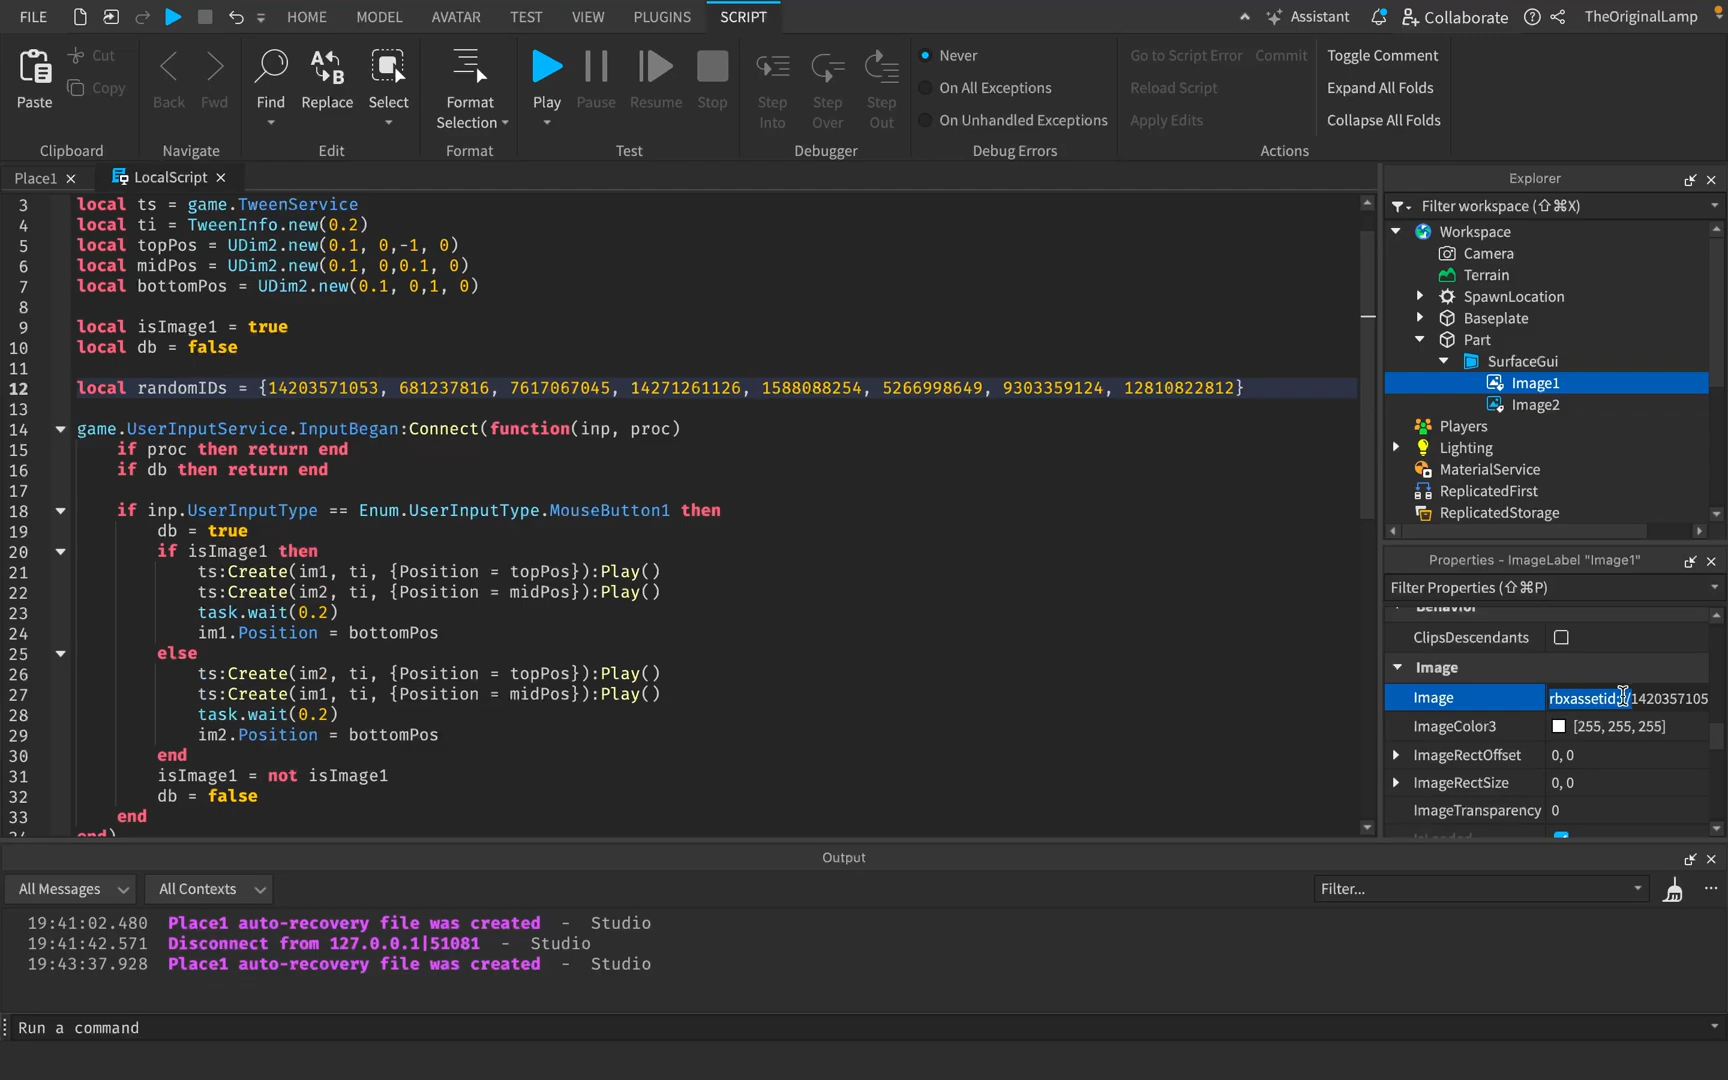 FILE HOME MODEL AVATAR TEST VIEW PLUGINS SCRIPT Assistant Collaborate TheOriginalLamp
Paste Cut Copy
Clipboard
Back Fwd
Navigate
Find Replace Select
Edit
Format Selection
Format
Play Pause Resume Stop
Test
Step Into Step Over Step Out
Debugger
Never
On All Exceptions
On Unhandled Exceptions
Debug Errors
Go to Script Error Commit
Reload Script
Apply Edits
Toggle Comment
Expand All Folds
Collapse All Folds
Actions
Place1 LocalScript
3 local ts = game.TweenService
4 local ti = TweenInfo.new(0.2)
5 local topPos = UDim2.new(0.1, 0,-1, 0)
6 local midPos = UDim2.new(0.1, 0,0.1, 0)
7 local bottomPos = UDim2.new(0.1, 0,1, 0)
8
9 local isImage1 = true
10 local db = false
11
12 local randomIDs = {14203571053, 681237816, 7617067045, 14271261126, 1588088254, 5266998649, 9303359124, 12810822812}
13
14 game.UserInputService.InputBegan:Connect(function(inp, proc)
15 if proc then return end
16 if db then return end
17
18 if inp.UserInputType == Enum.UserInputType.MouseButton1 then
19 db = true
20 if isImage1 then
21 ts:Create(im1, ti, {Position = topPos}):Play()
22 ts:Create(im2, ti, {Position = midPos}):Play()
23 task.wait(0.2)
24 im1.Position = bottomPos
25 else
26 ts:Create(im2, ti, {Position = topPos}):Play()
27 ts:Create(im1, ti, {Position = midPos}):Play()
28 task.wait(0.2)
29 im2.Position = bottomPos
30 end
31 isImage1 = not isImage1
32 db = false
33 end
end)
Explorer
Filter workspace (⇧⌘X)
Workspace
Camera
Terrain
SpawnLocation
Baseplate
Part
SurfaceGui
Image1
Image2
Players
Lighting
MaterialService
ReplicatedFirst
ReplicatedStorage
Properties - ImageLabel "Image1"
Filter Properties (⇧⌘P)
Behavior
ClipsDescendants
Image
Image
ImageColor3 [255, 255, 255]
ImageRectOffset 0, 0
ImageRectSize 0, 0
ImageTransparency 0
Output
All Messages All Contexts Filter...
19:41:02.480 Place1 auto-recovery file was created - Studio
19:41:42.571 Disconnect from 127.0.0.1|51081 - Studio
19:43:37.928 Place1 auto-recovery file was created - Studio
Run a command